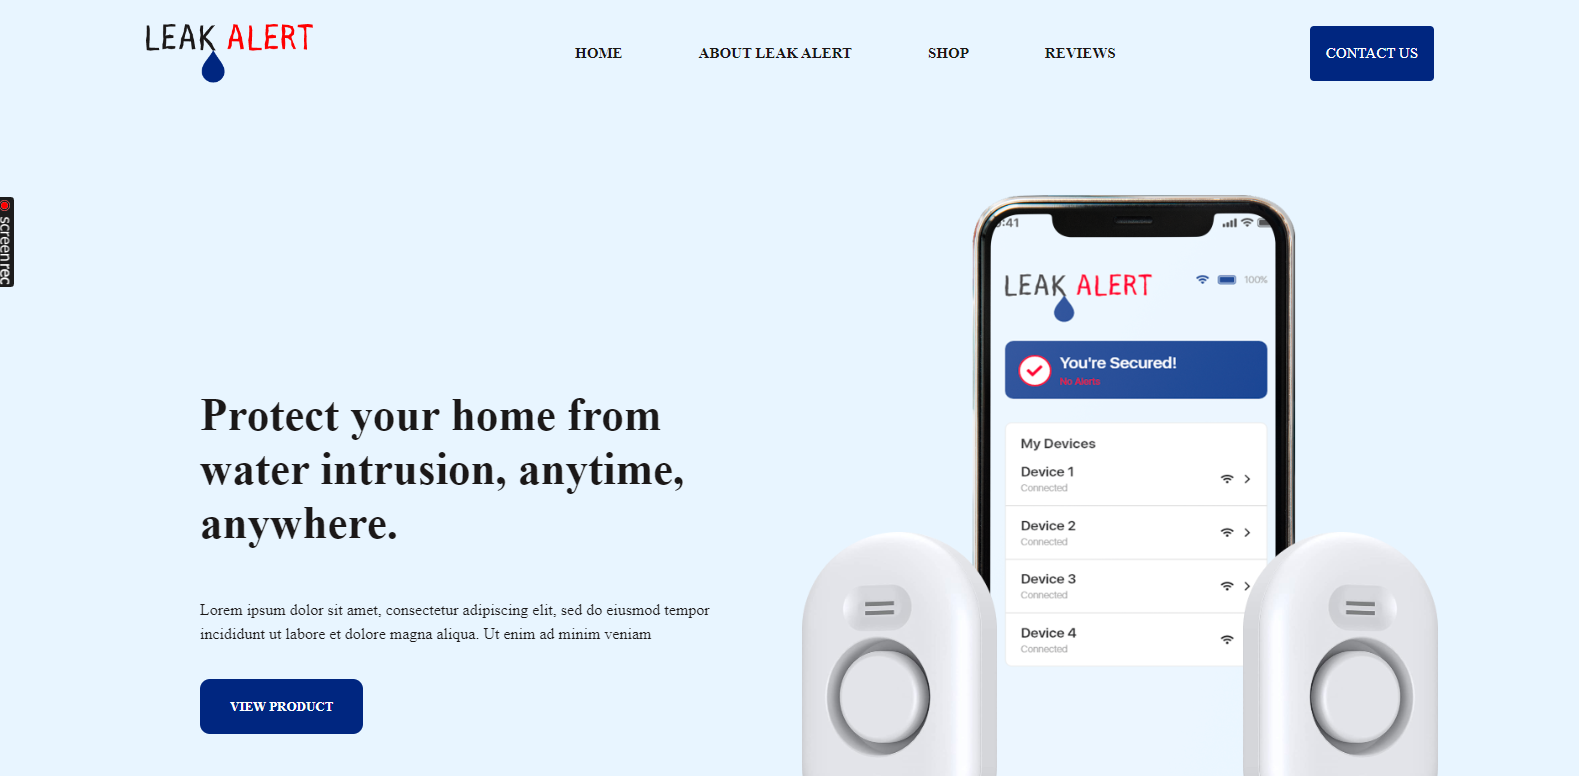 LEAK ALERT
HOME
ABOUT LEAK ALERT
SHOP
REVIEWS
CONTACT US
screenrec
9:41
LEAK ALERT
100%
You're Secured!
No Alerts
My Devices
Device 1
Connected
Device 2
Connected
Device 3
Connected
Device 4
Connected
Protect your home from
water intrusion, anytime,
anywhere.
Lorem ipsum dolor sit amet, consectetur adipiscing elit, sed do eiusmod tempor
incididunt ut labore et dolore magna aliqua. Ut enim ad minim veniam
VIEW PRODUCT